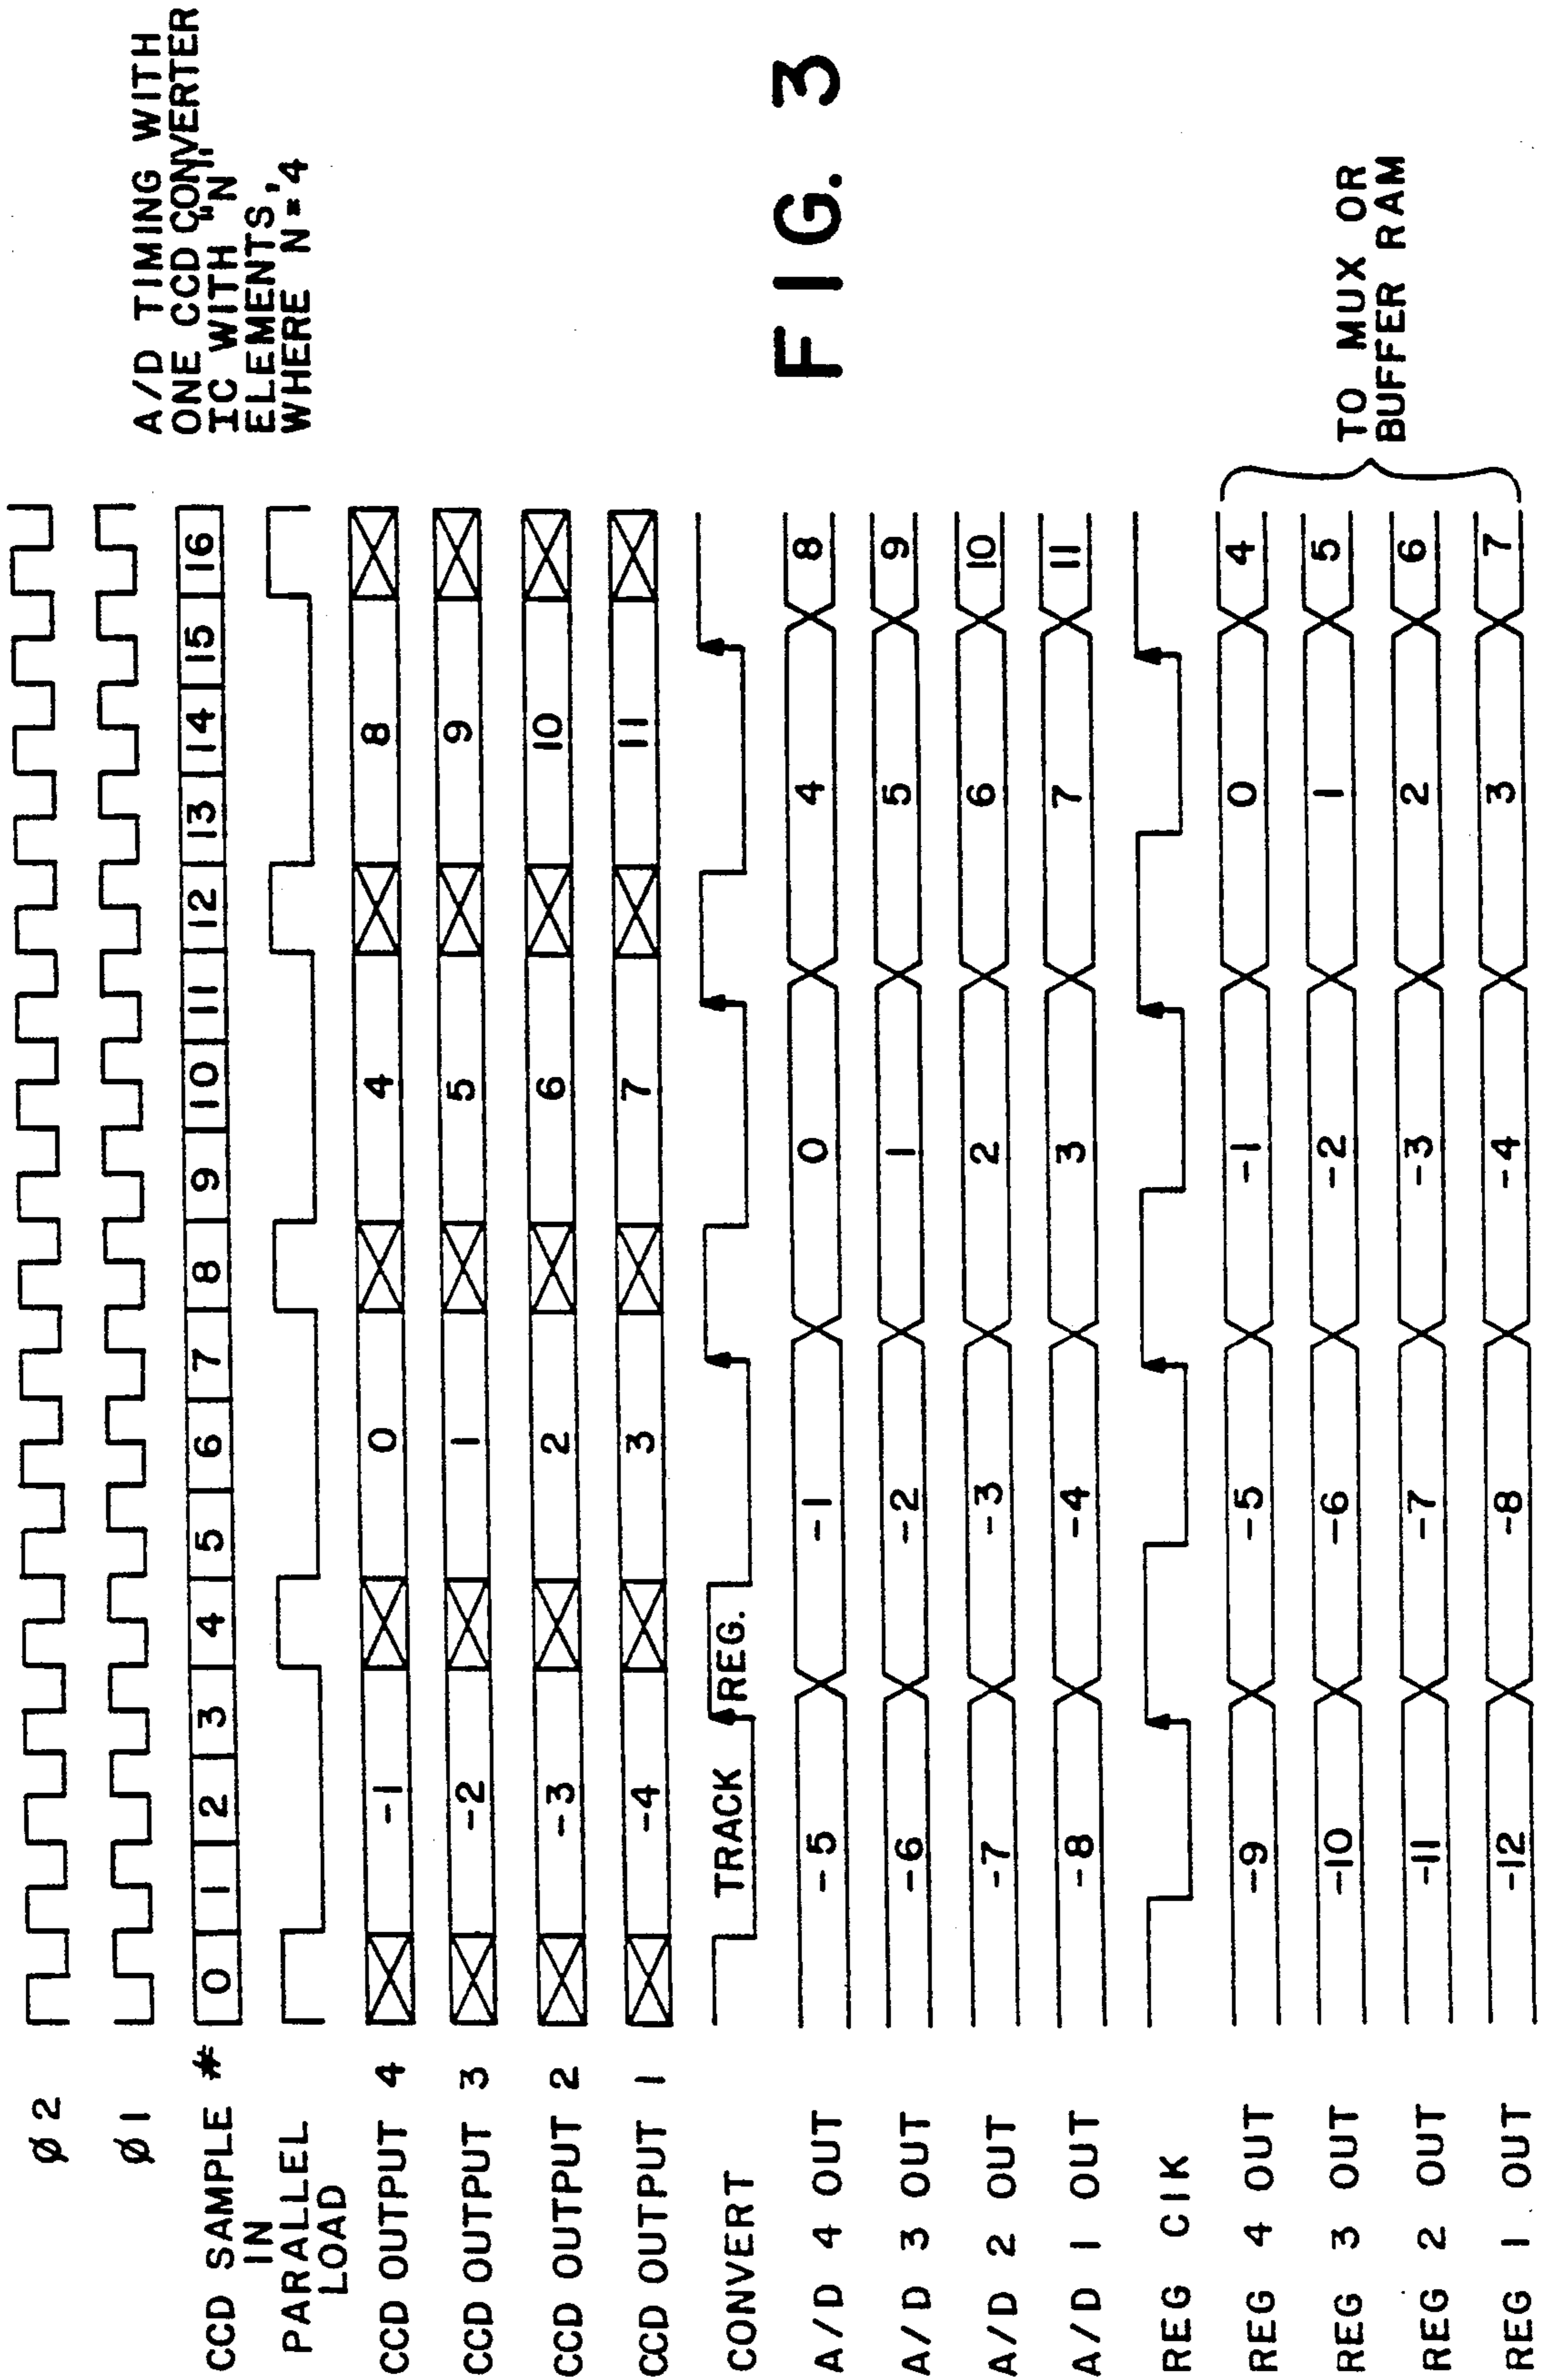 Ø 2
Ø 1
CCD SAMPLE #
IN
0 1 2 3 4 5 6 7 8 9 10 11 12 13 14 15 16
PARALLEL
LOAD
CCD OUTPUT 4
-1 0 4 8
CCD OUTPUT 3
-2 1 5 9
CCD OUTPUT 2
-3 2 6 10
CCD OUTPUT 1
-4 3 7 11
CONVERT
TRACK REG.
A/D 4 OUT
-5 -1 0 4 8
A/D 3 OUT
-6 -2 1 5 9
A/D 2 OUT
-7 -3 2 6 10
A/D 1 OUT
-8 -4 3 7 11
REG CIK
REG 4 OUT
-9 -5 -1 0 4
REG 3 OUT
-10 -6 -2 1 5
REG 2 OUT
-11 -7 -3 2 6
REG 1 OUT
-12 -8 -4 3 7
A/D TIMING WITH
ONE CCD CONVERTER
IC WITH "N"
ELEMENTS,
WHERE N=4
FIG. 3
TO MUX OR
BUFFER RAM